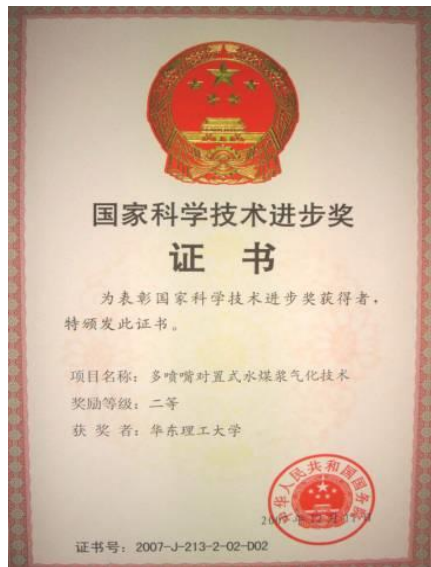 国家科学技术进步奖
证书
为表彰国家科学技术进步奖获得者，
特颁发此证书。
项目名称：多喷嘴对置式水煤浆气化技术
奖励等级：二等
获奖者：华东理工大学
中华人民共和国国务院
证书号：2007-J-213-2-02-D02